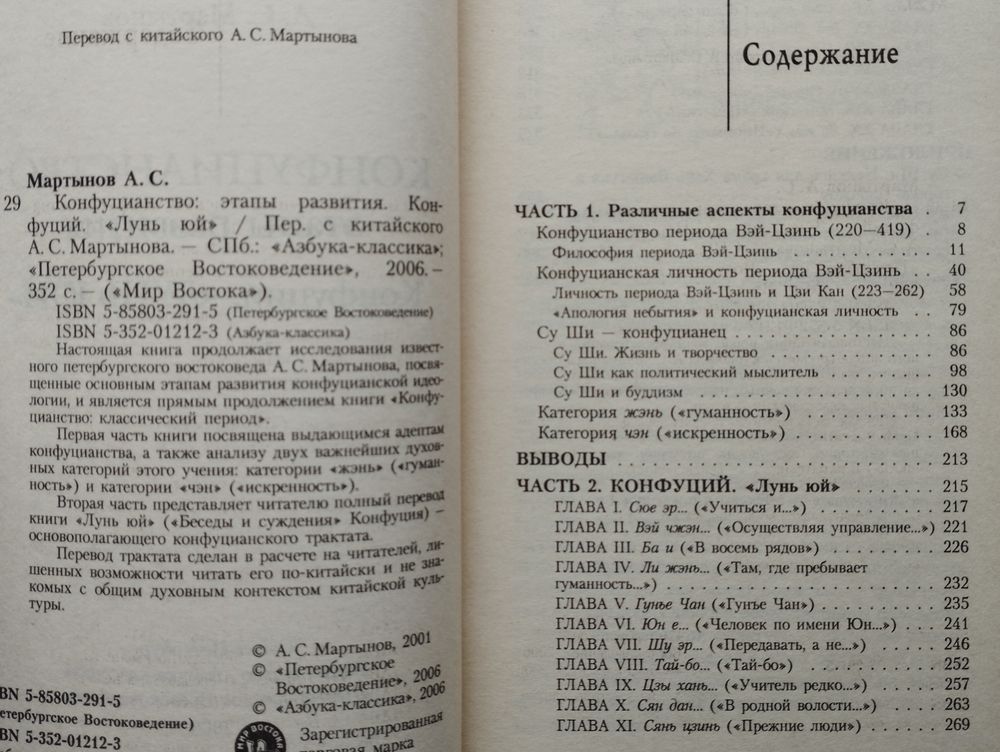 Перевод с китайского А. С. Мартынова
Мартынов А. С.
29 Конфуцианство: этапы развития. Кон-
фуций. «Лунь юй» / Пер. с китайского
А. С. Мартынова. — СПб.: «Азбука-классика»;
«Петербургское Востоковедение», 2006. –
352 с. — («Мир Востока»).
ISBN 5-85803-291-5 (Петербургское Востоковедение)
ISBN 5-352-01212-3 (Азбука-классика)
Настоящая книга продолжает исследования извест-
ного петербургского востоковеда А. С. Мартынова, посвя-
щенные основным этапам развития конфуцианской идео-
логии, и является прямым продолжением книги «Конфу-
цианство: классический период».
Первая часть книги посвящена выдающимся адептам
конфуцианства, а также анализу двух важнейших духов-
ных категорий этого учения: категории «жэнь» («гуман-
ность») и категории «чэн» («искренность»).
Вторая часть представляет читателю полный перевод
книги «Лунь юй» («Беседы и суждения» Конфуция) –
основополагающего конфуцианского трактата.
Перевод трактата сделан в расчете на читателей, ли-
шенных возможности читать его по-китайски и не зна-
комых с общим духовным контекстом китайской куль-
туры.
© А. С. Мартынов, 2001
© «Петербургское
Востоковедение», 2006
© «Азбука-классика», 2006
BN 5-85803-291-5
етербургское Востоковедение)
BN 5-352-01212-3
МИР ВОСТОКА
Зарегистрированная
торговая марка
Содержание
ЧАСТЬ 1. Различные аспекты конфуцианства . 7
Конфуцианство периода Вэй-Цзинь (220—419) . 8
Философия периода Вэй-Цзинь . . . . . . . . . . . 11
Конфуцианская личность периода Вэй-Цзинь . . . 40
Личность периода Вэй-Цзинь и Цзи Кан (223—262) . . 58
«Апология небытия» и конфуцианская личность . . . 79
Су Ши — конфуцианец . . . . . . . . . . . . . . . 86
Су Ши. Жизнь и творчество . . . . . . . . . . . . 86
Су Ши как политический мыслитель . . . . . . . . 98
Су Ши и буддизм . . . . . . . . . . . . . . . . 130
Категория жэнь («гуманность») . . . . . . . . . . 133
Категория чэн («искренность») . . . . . . . . . . 168
ВЫВОДЫ . . . . . . . . . . . . . . . . . . . . . 213
ЧАСТЬ 2. КОНФУЦИЙ. «Лунь юй» . . . . . . 215
ГЛАВА I. Сюе эр... («Учиться и...») . . . . . . . . 217
ГЛАВА II. Вэй чжэн... («Осуществляя управление...») 221
ГЛАВА III. Ба и («В восемь рядов») . . . . . . . . 226
ГЛАВА IV. Ли жэнь... («Там, где пребывает
гуманность...») . . . . . . . . . . . . . . . . . . 232
ГЛАВА V. Гунъе Чан («Гунъе Чан») . . . . . . . . 235
ГЛАВА VI. Юн е... («Человек по имени Юн...») . . . 241
ГЛАВА VII. Шу эр... («Передавать, а не...») . . . . 246
ГЛАВА VIII. Тай-бо... («Тай-бо») . . . . . . . . . 252
ГЛАВА IX. Цзы хань... («Учитель редко...») . . . . 257
ГЛАВА X. Сян дан... («В родной волости...») . . . . 263
ГЛАВА XI. Сянь цзинь («Прежние люди») . . . . . 269